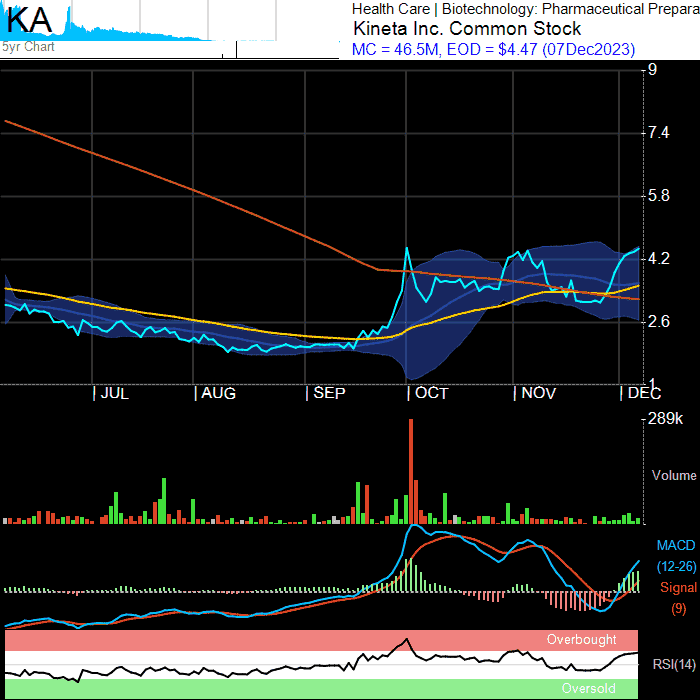 KA
5yr Chart
Health Care | Biotechnology: Pharmaceutical Prepara
Kineta Inc. Common Stock
MC = 46.5M, EOD = $4.47 (07Dec2023)
9
7.4
5.8
4.2
2.6
1
JUL
AUG
SEP
OCT
NOV
DEC
289k
Volume
MACD
(12-26)
Signal
(9)
Overbought
RSI(14)
Oversold